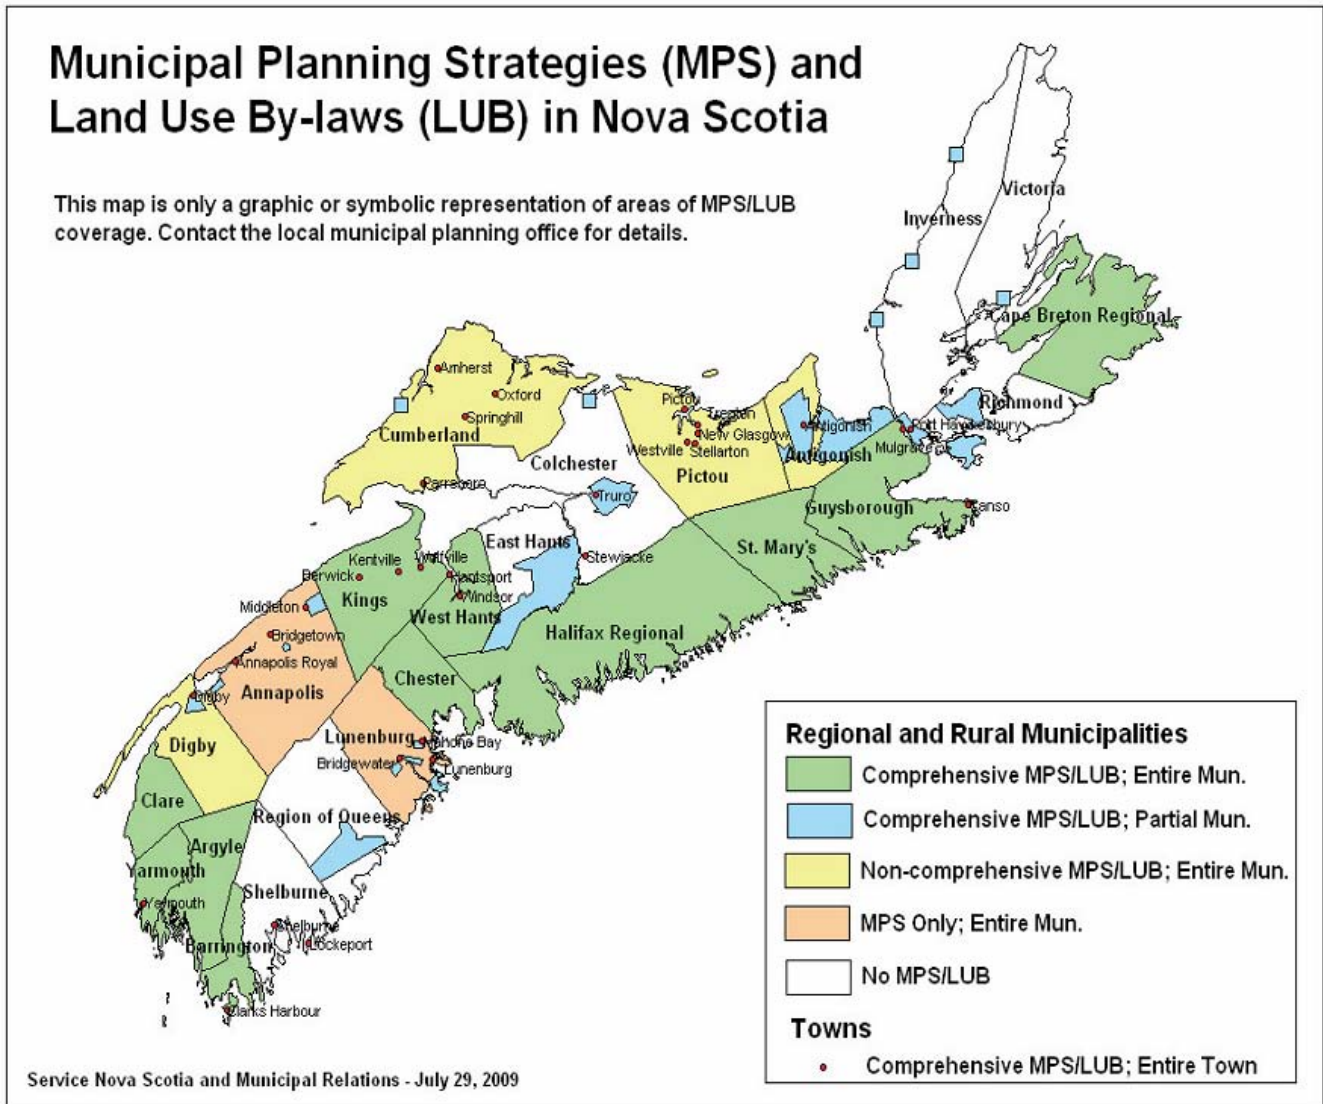 Municipal Planning Strategies (MPS) and
Land Use By-laws (LUB) in Nova Scotia
This map is only a graphic or symbolic representation of areas of MPS/LUB
coverage. Contact the local municipal planning office for details.
Victoria
Inverness
Cape Breton Regional
Amherst
Oxford
Springhill
Cumberland
Parrsboro
Colchester
Truro
Pictou
Trenton
New Glasgow
Westville
Stellarton
Pictou
Antigonish
Antigonish
Richmond
Port Hawkesbury
Mulgrave
Guysborough
Canso
St. Mary's
East Hants
Stewiacke
Kentville
Wolfville
Berwick
Hantsport
Kings
Windsor
West Hants
Halifax Regional
Middleton
Bridgetown
Annapolis Royal
Annapolis
Chester
Digby
Digby
Lunenburg
Mahone Bay
Bridgewater
Lunenburg
Clare
Region of Queens
Argyle
Yarmouth
Yarmouth
Shelburne
Shelburne
Lockeport
Barrington
Clarks Harbour
Regional and Rural Municipalities
Comprehensive MPS/LUB; Entire Mun.
Comprehensive MPS/LUB; Partial Mun.
Non-comprehensive MPS/LUB; Entire Mun.
MPS Only; Entire Mun.
No MPS/LUB
Towns
Comprehensive MPS/LUB; Entire Town
Service Nova Scotia and Municipal Relations - July 29, 2009